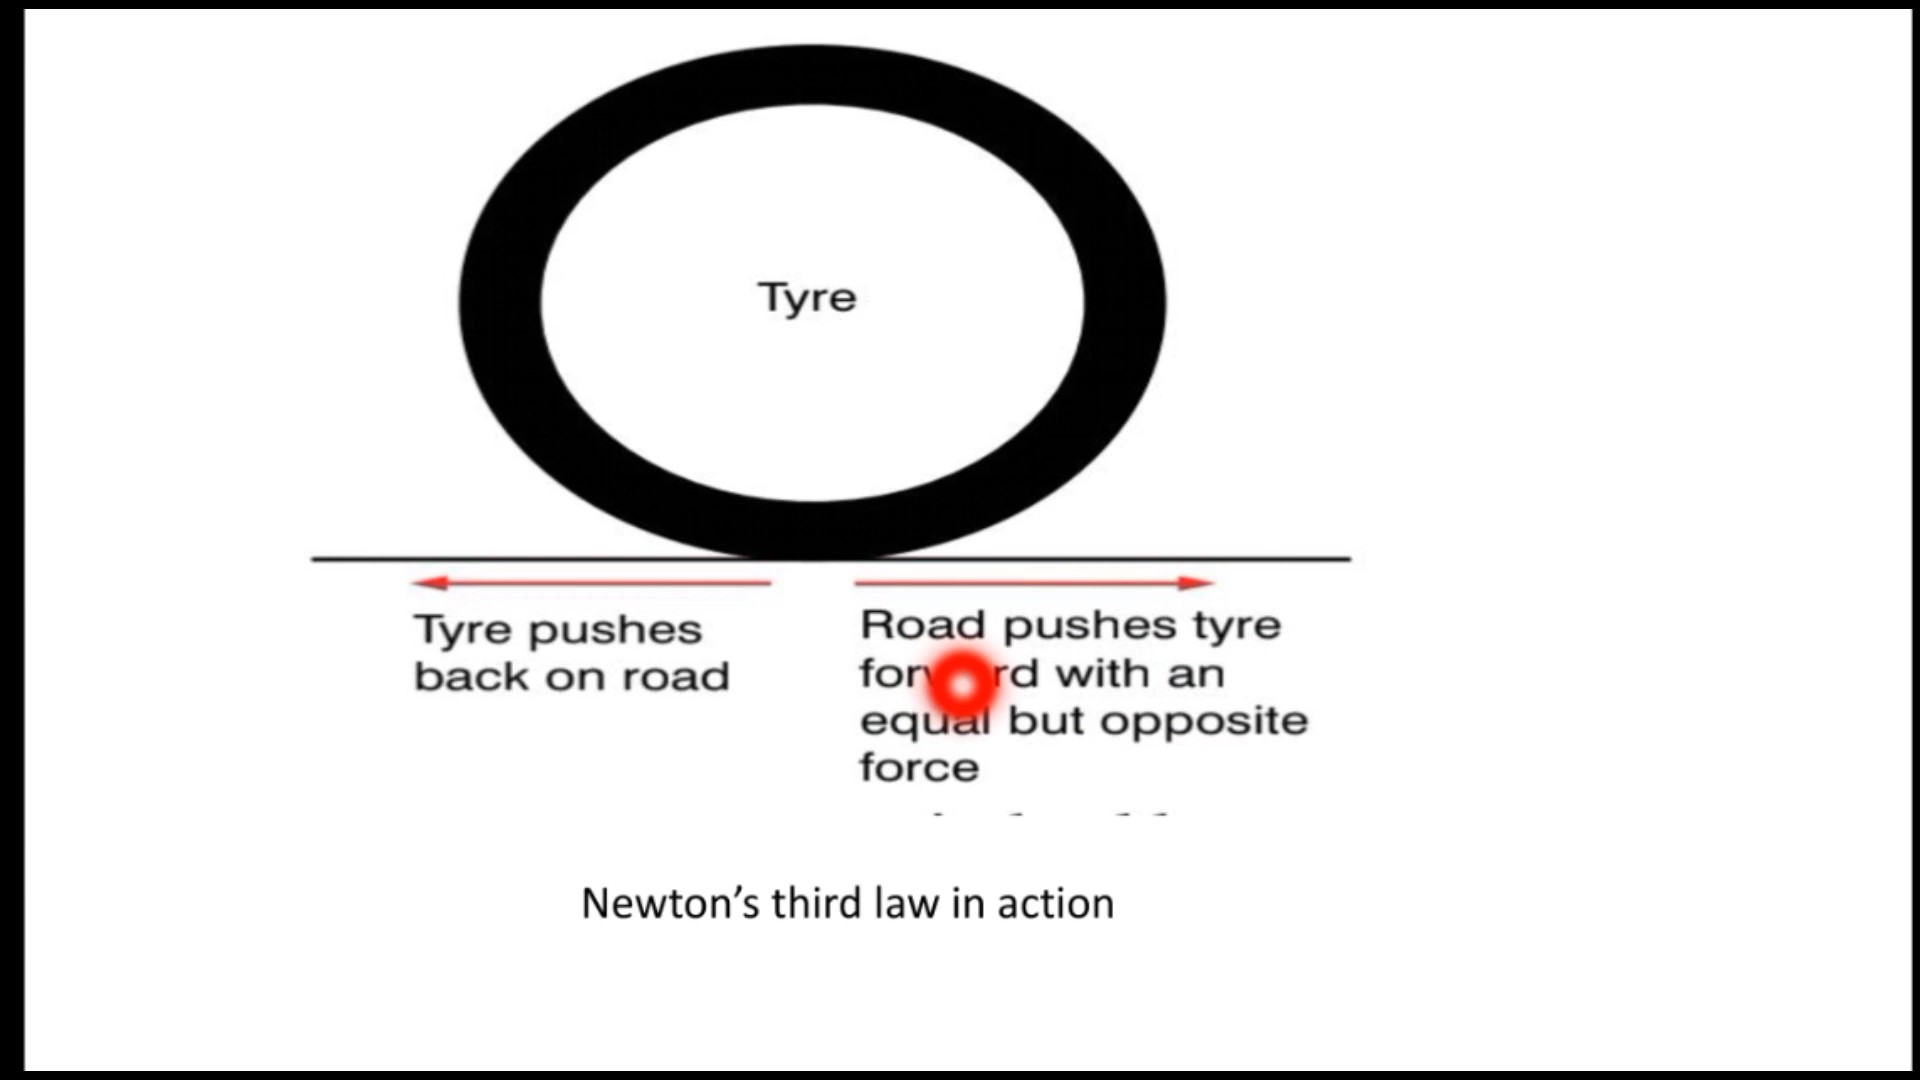 Tyre
Tyre pushes
back on road
Road pushes tyre
with an
equal but opposite
force
Newton’s third law in action